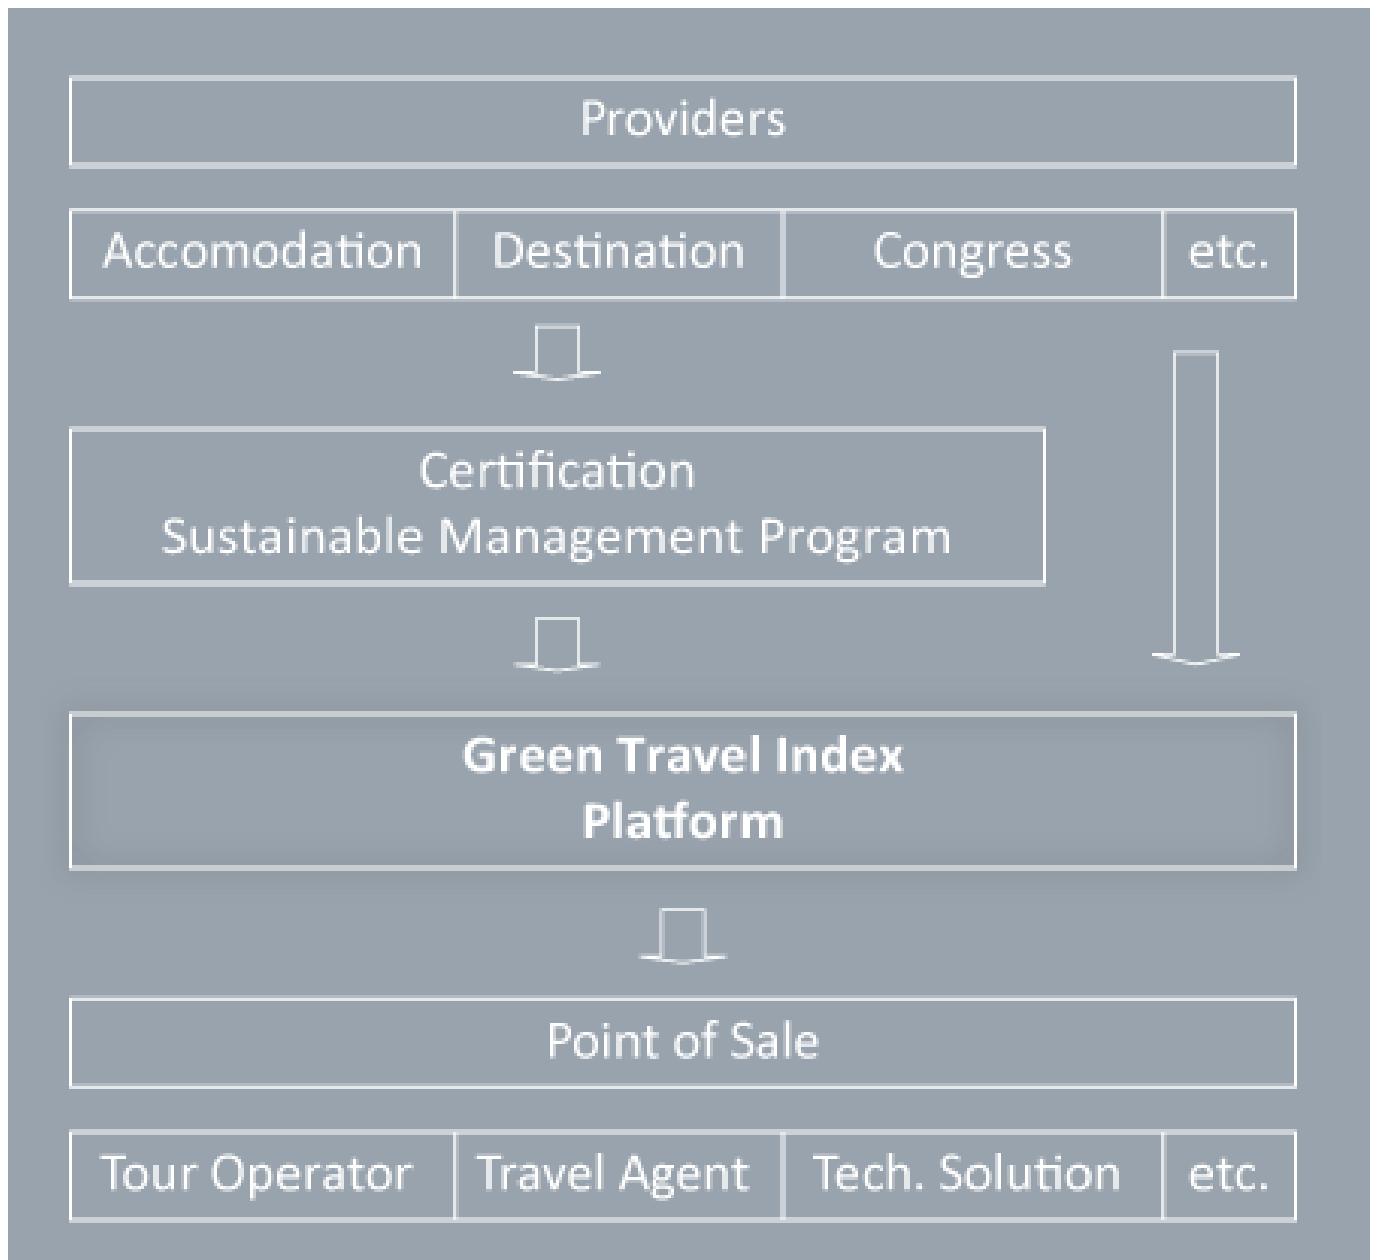 Providers
Accomodation Destination Congress etc.
Certification
Sustainable Management Program
Green Travel Index
Platform
Point of Sale
Tour Operator Travel Agent Tech. Solution etc.